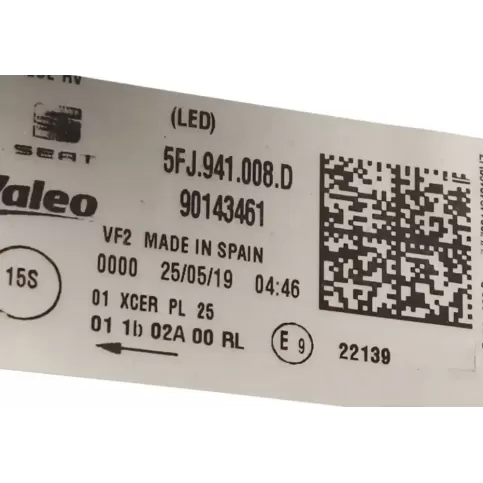 (LED)
SEAT
5FJ.941.008.D
Valeo
90143461
VF2 MADE IN SPAIN
0000 25/05/19 04:46
15S
01 XCER PL 25
01 1b 02A 00 RL
E 9
22139